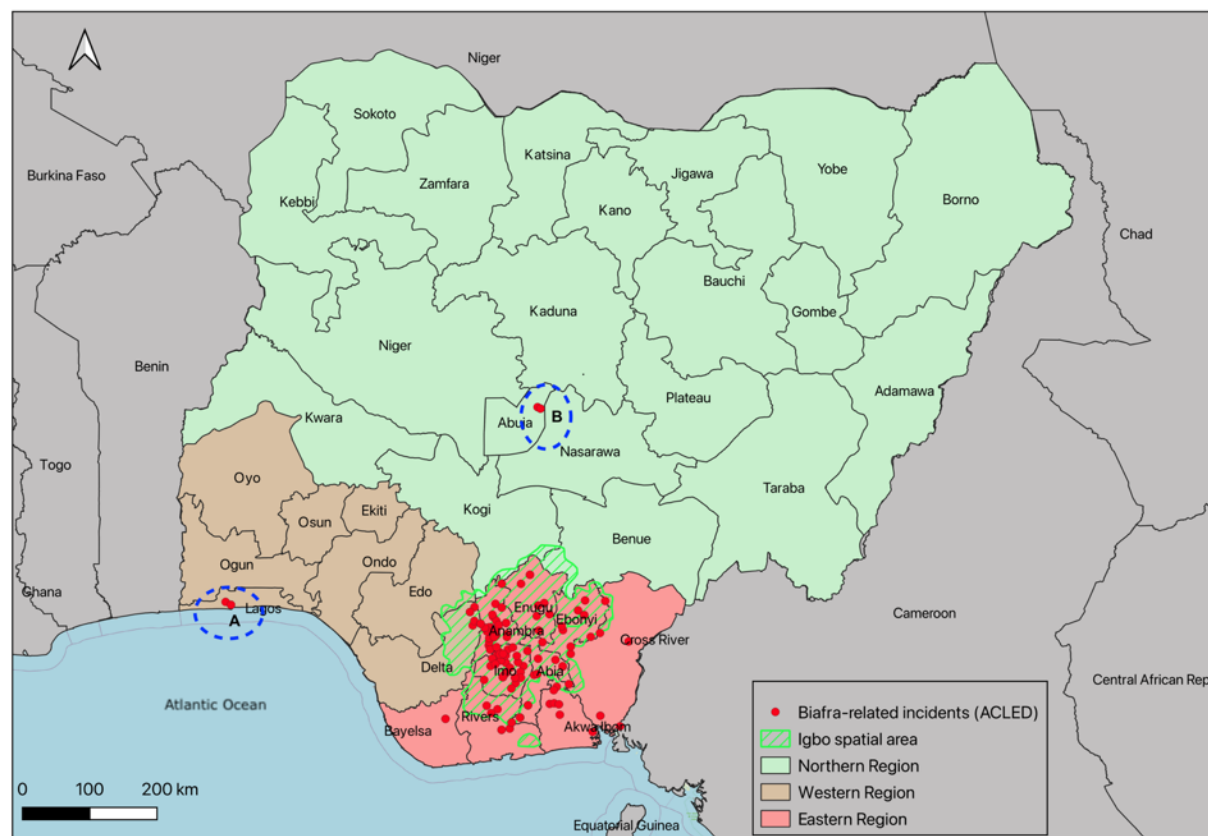 Niger
Sokoto
Katsina
Yobe
Jigawa
Burkina Faso
Zamfara
Kebbi
Kano
Borno
Chad
Bauchi
Kaduna
Gombe
Niger
Benin
Adamawa
Plateau
Kwara
Abuja
B
Nasarawa
Togo
Oyo
Taraba
Osun
Ekiti
Kogi
Benue
Ogun
Ondo
Ghana
Edo
Lagos
A
Enugu
Ebonyi
Anambra
Cross River
Cameroon
Delta
Imo
Abia
Central African Rep
Atlantic Ocean
Bayelsa
Rivers
Akwa Ibom
Biafra-related incidents (ACLED)
Igbo spatial area
Northern Region
Western Region
Eastern Region
0 100 200 km
Equatorial Guinea